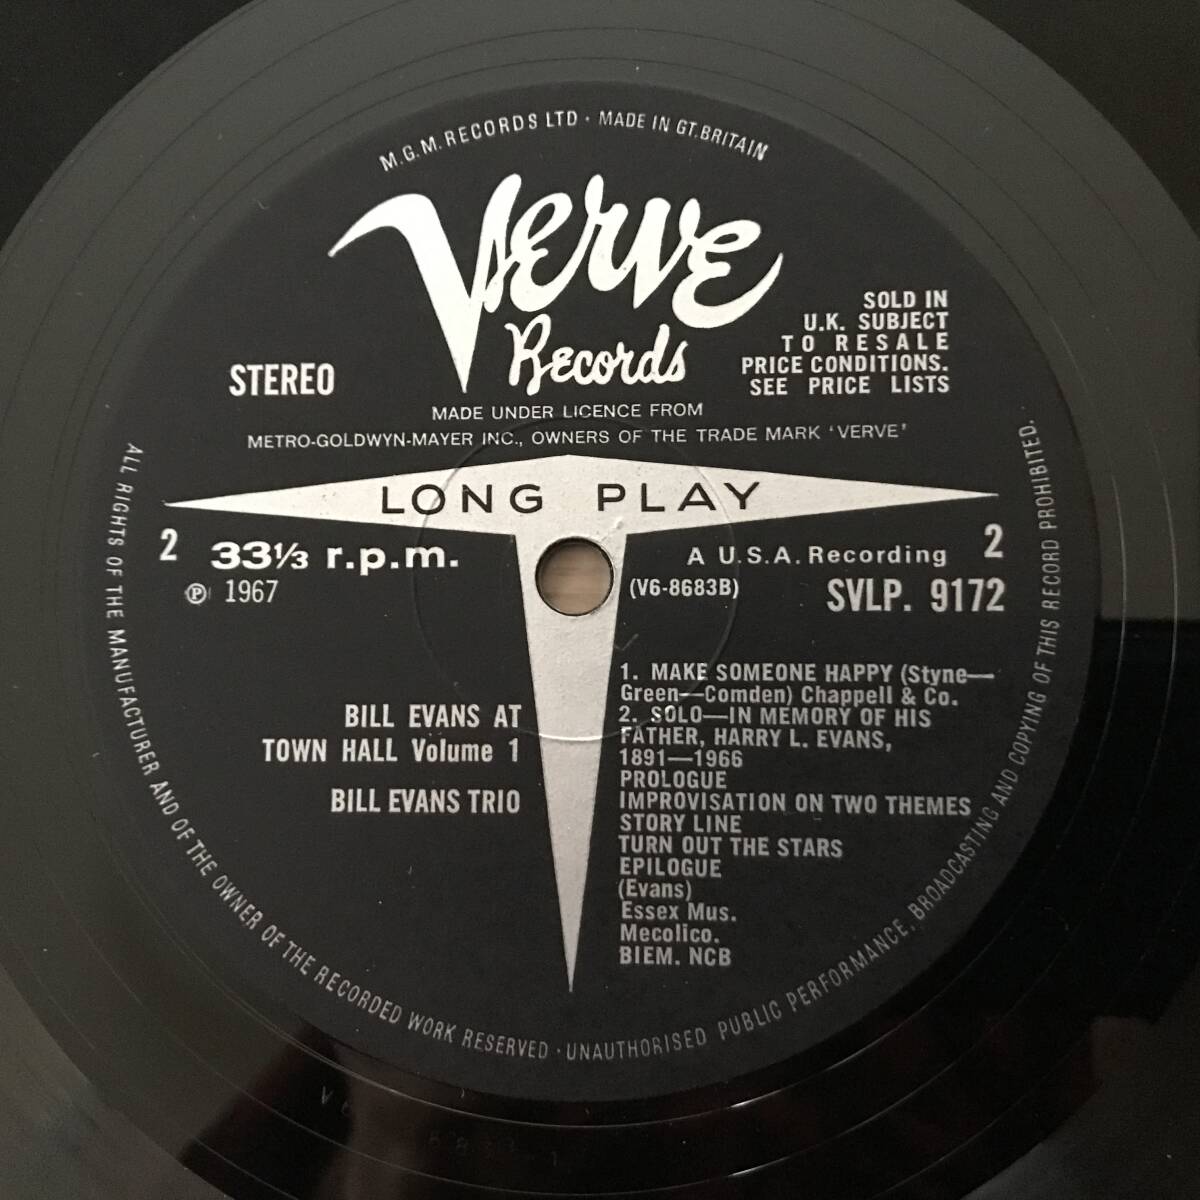 M.G.M. RECORDS LTD · MADE IN GT. BRITAIN
Verve
Records
STEREO
SOLD IN
U.K. SUBJECT
TO RESALE
PRICE CONDITIONS.
SEE PRICE LISTS
MADE UNDER LICENCE FROM
METRO-GOLDWYN-MAYER INC., OWNERS OF THE TRADE MARK 'VERVE'
LONG PLAY
2
33⅓ r.p.m.
℗ 1967
A U.S.A. Recording
2
(V6-8683B)
SVLP. 9172
BILL EVANS AT
TOWN HALL Volume 1
BILL EVANS TRIO
1. MAKE SOMEONE HAPPY (Styne—
Green—Comden) Chappell & Co.
2. SOLO—IN MEMORY OF HIS
FATHER, HARRY L. EVANS,
1891—1966
PROLOGUE
IMPROVISATION ON TWO THEMES
STORY LINE
TURN OUT THE STARS
EPILOGUE
(Evans)
Essex Mus.
Mecolico.
BIEM. NCB
ALL RIGHTS OF THE MANUFACTURER AND OF THE OWNER OF THE RECORDED WORK RESERVED · UNAUTHORISED PUBLIC PERFORMANCE, BROADCASTING AND COPYING OF THIS RECORD PROHIBITED.